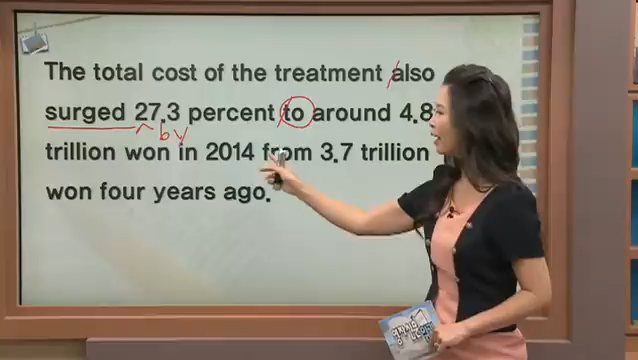 The total cost of the treatment also
surged 27.3 percent to around 4.8
by
trillion won in 2014 from 3.7 trillion
won four years ago.